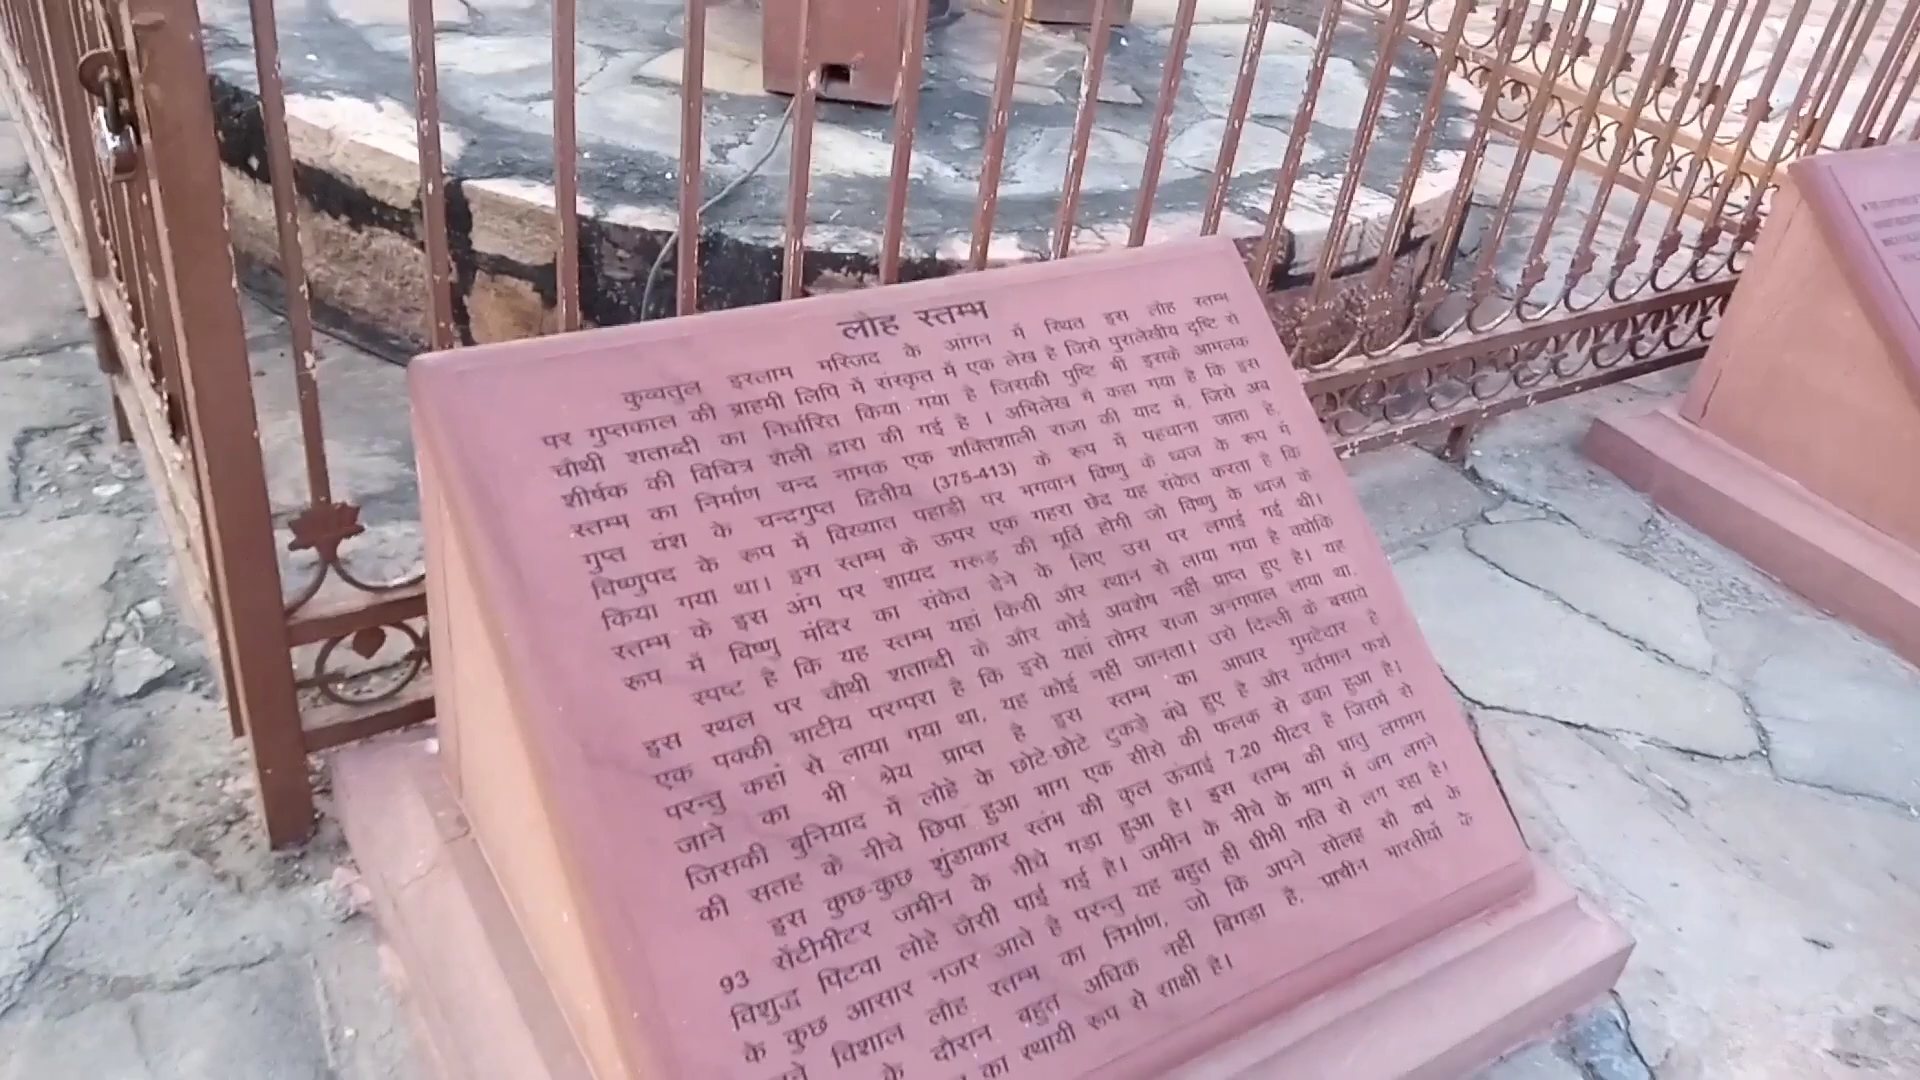 लौह स्तम्भ
कुव्वतुल इस्लाम मस्जिद के आंगन में स्थित इस लौह स्तम्भ
पर गुप्तकाल की ब्राहमी लिपि में संस्कृत में एक लेख है जिसे पुरालेखीय दृष्टि से
चौथी शताब्दी का निर्धारित किया गया है जिसकी पुष्टि भी इसके आमलक
शीर्षक की विचित्र शैली द्वारा की गई है । अभिलेख में कहा गया है कि इस
स्तम्भ का निर्माण चन्द्र नामक एक शक्तिशाली राजा की याद में, जिसे अब
गुप्त वंश के चन्द्रगुप्त द्वितीय (375-413) के रूप में पहचाना जाता है,
विष्णुपद के रूप में विख्यात पहाड़ी पर भगवान विष्णु के ध्वज के रूप में
किया गया था। इस स्तम्भ के ऊपर एक गहरा छेद यह संकेत करता है कि
स्तम्भ के इस अंग पर शायद गरूड़ की मूर्ति होगी जो विष्णु के ध्वज के
रूप में विष्णु मंदिर का संकेत देने के लिए उस पर लगाई गई थी।
स्पष्ट है कि यह स्तम्भ यहां किसी और स्थान से लाया गया है क्योंकि
इस स्थल पर चौथी शताब्दी के और कोई अवशेष नहीं प्राप्त हुए है। यह
एक पक्की भाटीय परम्परा है कि इसे यहां तोमर राजा अनंगपाल लाया था,
परन्तु कहां से लाया गया था, यह कोई नहीं जानता। उसे दिल्ली के बसाये
जाने का भी श्रेय प्राप्त है इस स्तम्भ का आधार गुमटेदार है
जिसकी बुनियाद में लोहे के छोटे-छोटे टुकड़े बंधे हुए है और वर्तमान फर्श
की सतह के नीचे छिपा हुआ भाग एक सीसे की फलक से ढका हुआ है।
इस कुछ-कुछ शुंडाकार स्तंभ की कुल ऊंचाई 7.20 मीटर है जिसमें से
93 सेंटीमीटर जमीन के नीचे गड़ा हुआ है। इस स्तम्भ की धातु लगभग
विशुद्ध पिटवा लोहे जैसी पाई गई है। जमीन के नीचे के भाग में जंग लगने
के कुछ आसार नजर आते है परन्तु यह बहुत ही धीमी गति से लग रहा है।
विशाल लौह स्तम्भ का निर्माण, जो कि अपने सोलह सौ वर्ष के
के दौरान बहुत अधिक नहीं बिगड़ा है, प्राचीन भारतीयों के
का स्थायी रूप से साक्षी है।